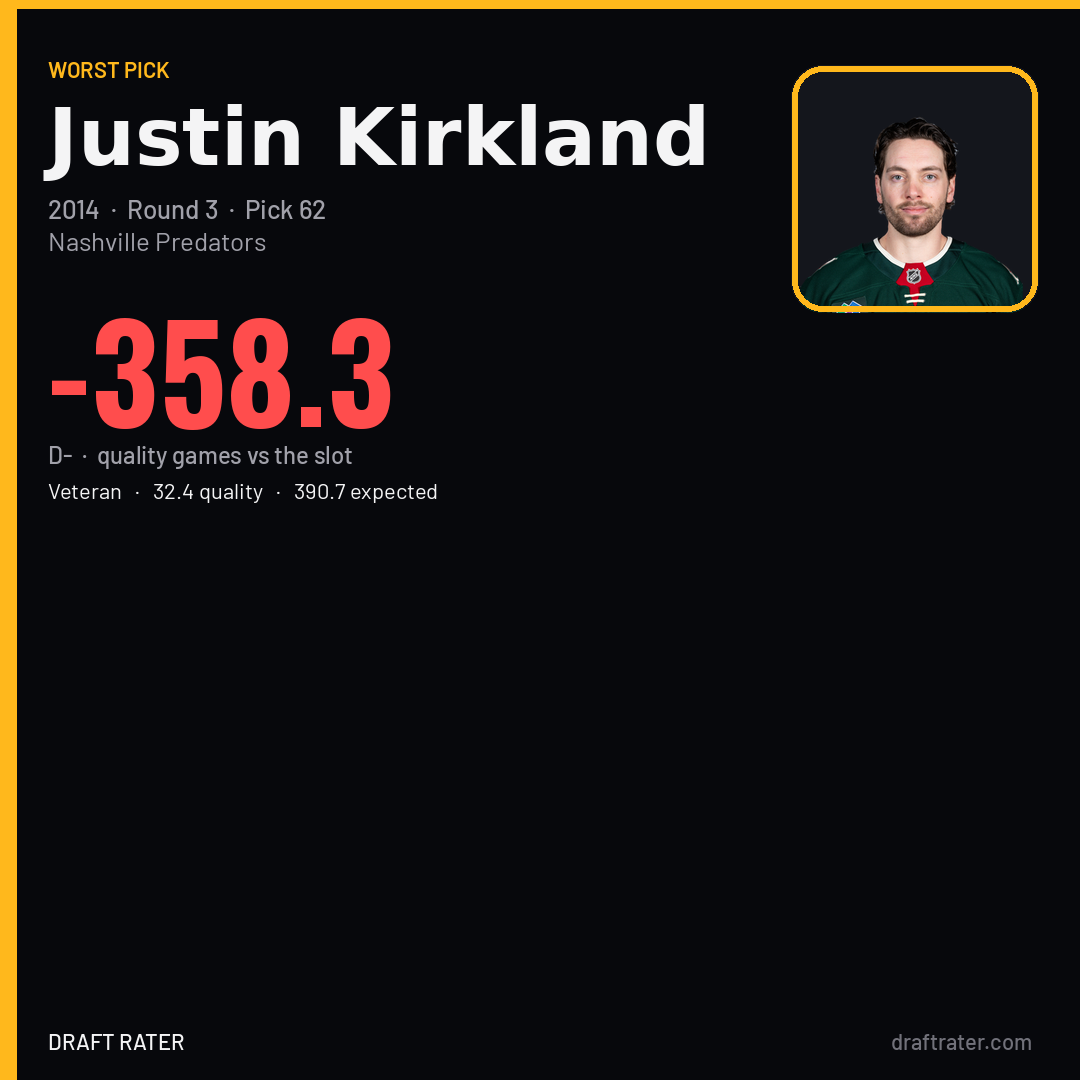 WORST PICK
Justin Kirkland
2014 · Round 3 · Pick 62
Nashville Predators
-358.3
D- · quality games vs the slot
Veteran · 32.4 quality · 390.7 expected
DRAFT RATER
draftrater.com